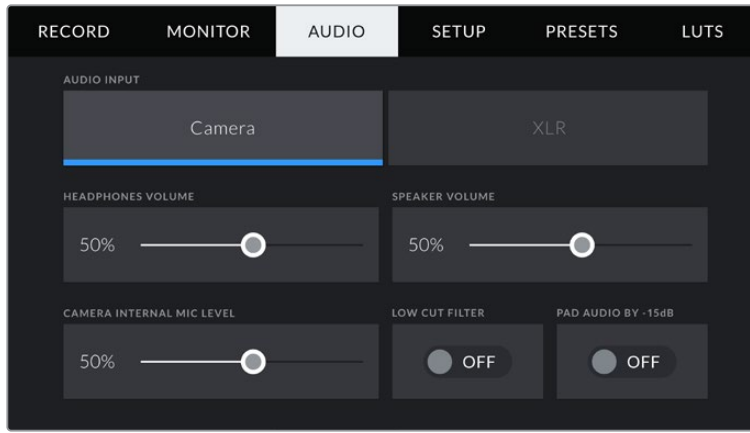 RECORD MONITOR AUDIO SETUP PRESETS LUTS
AUDIO INPUT
Camera XLR
HEADPHONES VOLUME SPEAKER VOLUME
50% 50%
CAMERA INTERNAL MIC LEVEL LOW CUT FILTER PAD AUDIO BY -15dB
50% OFF OFF